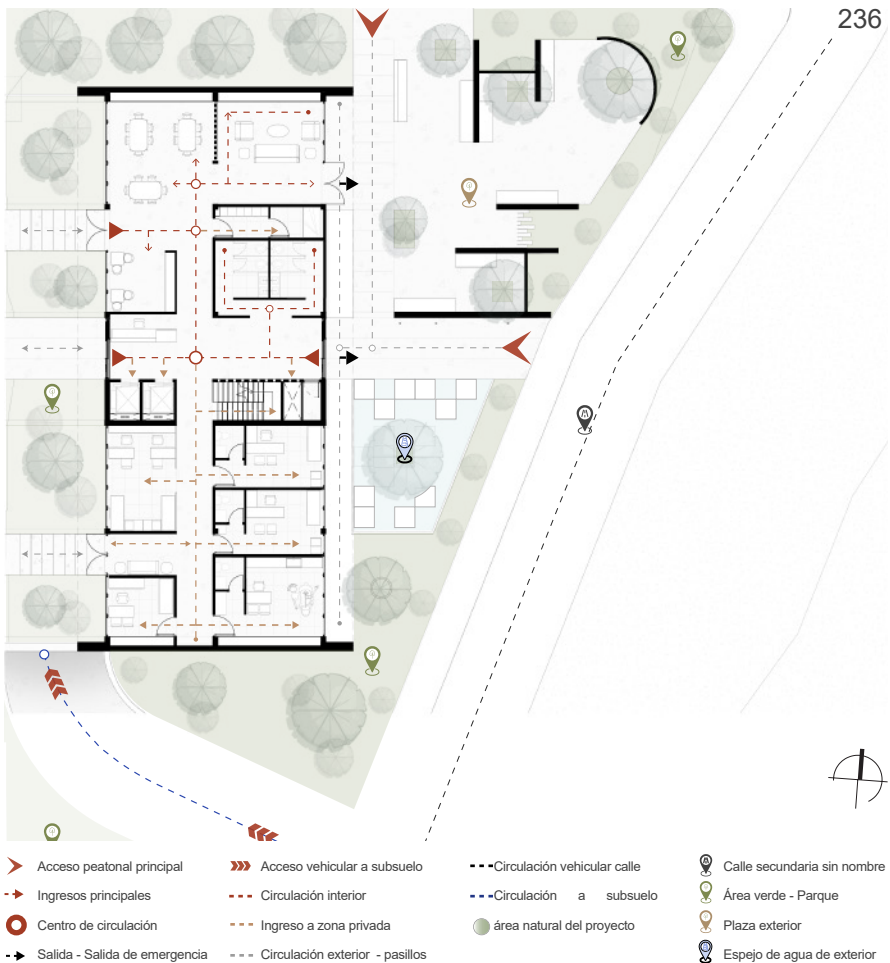 236
Acceso peatonal principal
Acceso vehicular a subsuelo
Circulación vehicular calle
Calle secundaria sin nombre
Ingresos principales
Circulación interior
Circulación a subsuelo
Área verde - Parque
Centro de circulación
Ingreso a zona privada
área natural del proyecto
Plaza exterior
Salida - Salida de emergencia
Circulación exterior - pasillos
Espejo de agua de exterior